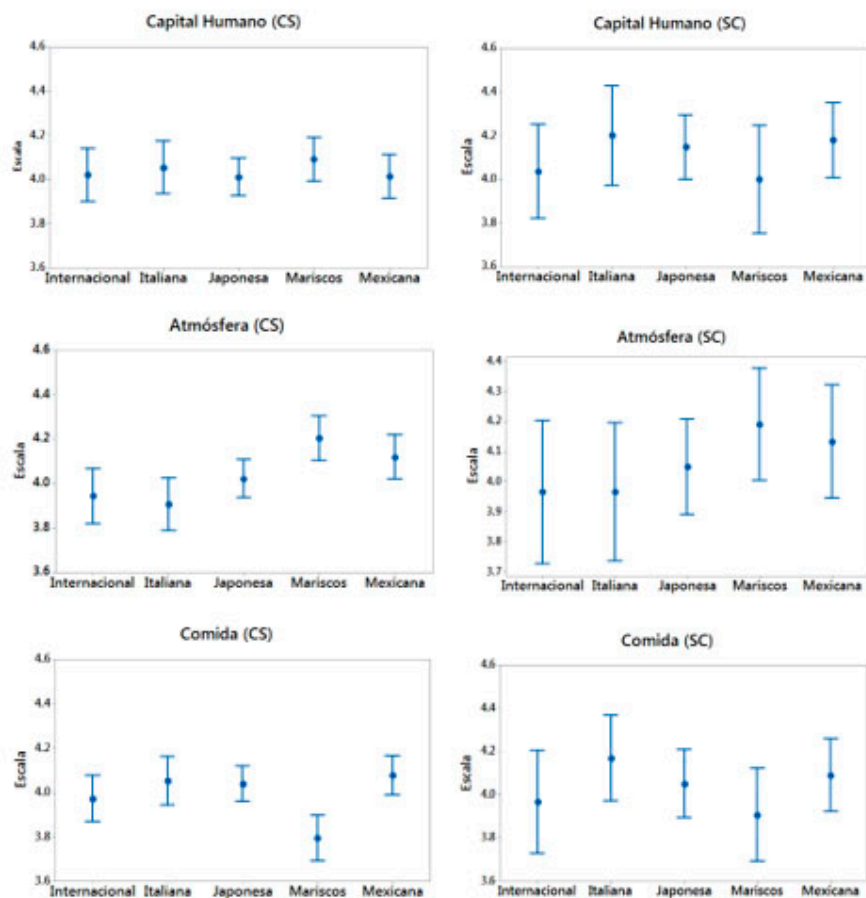 Capital Humano (CS)
4.6
4.4
4.2
4.0
3.8
3.6
Escala
Internacional Italiana Japonesa Mariscos Mexicana
Capital Humano (SC)
4.6
4.4
4.2
4.0
3.8
3.6
Escala
Internacional Italiana Japonesa Mariscos Mexicana
Atmósfera (CS)
4.6
4.4
4.2
4.0
3.8
3.6
Escala
Internacional Italiana Japonesa Mariscos Mexicana
Atmósfera (SC)
4.4
4.3
4.2
4.1
4.0
3.9
3.8
3.7
Escala
Internacional Italiana Japonesa Mariscos Mexicana
Comida (CS)
4.6
4.4
4.2
4.0
3.8
3.6
Escala
Internacional Italiana Japonesa Mariscos Mexicana
Comida (SC)
4.6
4.4
4.2
4.0
3.8
3.6
Escala
Internacional Italiana Japonesa Mariscos Mexicana